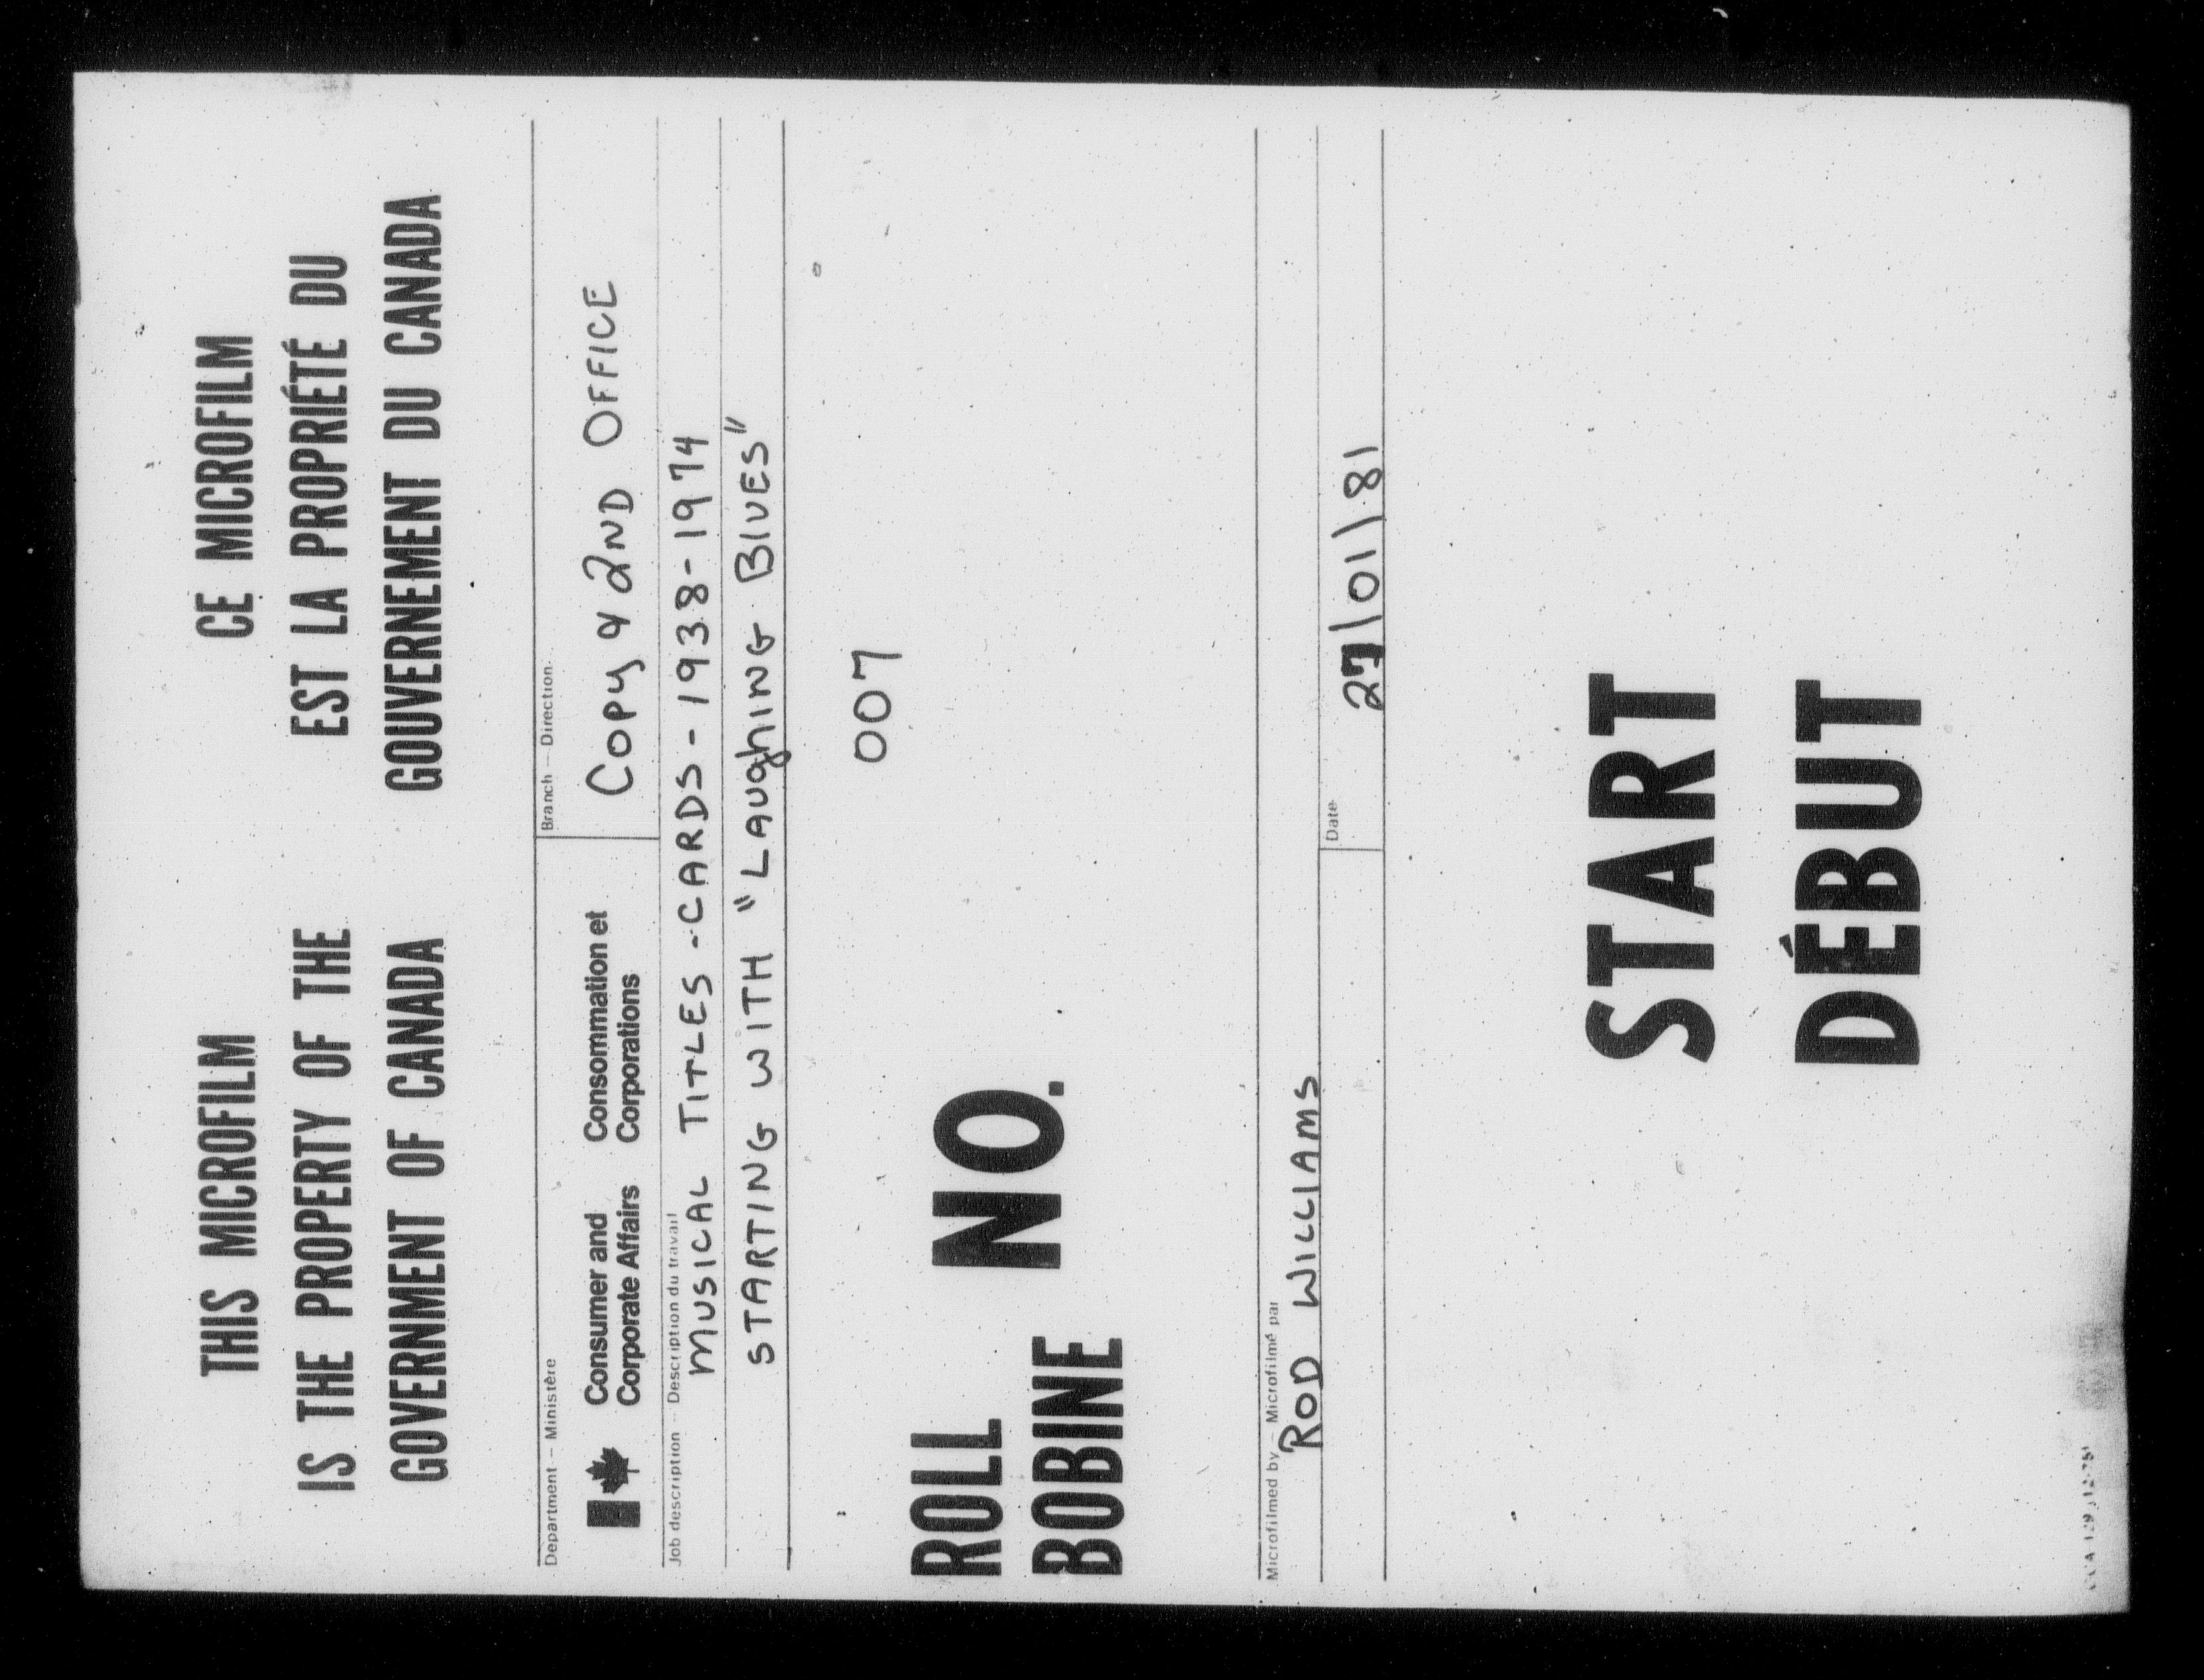 THIS MICROFILM
IS THE PROPERTY OF THE
GOVERNMENT OF CANADA
CE MICROFILM
EST LA PROPRIÉTÉ DU
GOUVERNEMENT DU CANADA
Department – Ministère
Consumer and
Corporate Affairs
Consommation et
Corporations
Branch – Direction
Copy & 2ND OFFICE
Job description – Description du travail
MUSICAL TITLES - CARDS - 1938-1974
STARTING WITH "LAUghING BlUES"
ROLL NO.
BOBINE
007
Microfilmed by – Microfilmé par
ROD WILLIAMS
Date
/01/81
START
DÉBUT